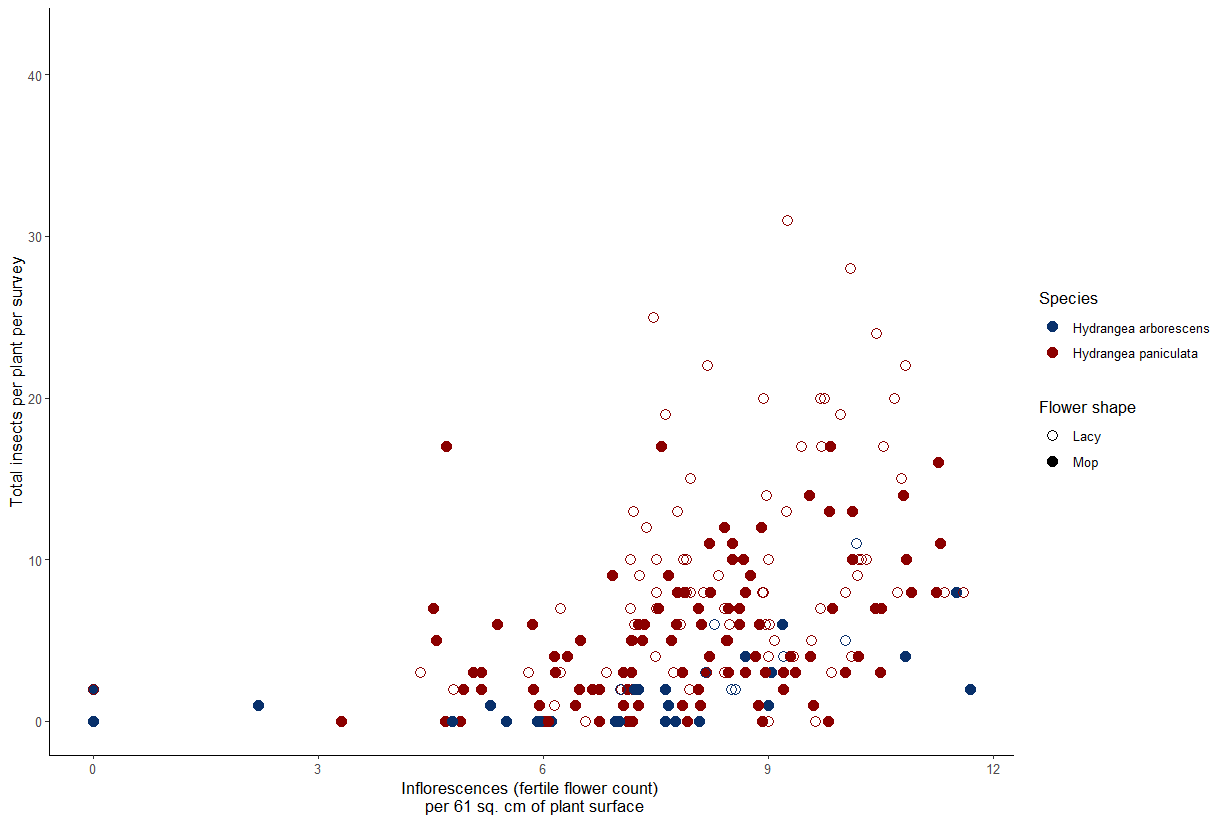 Total insects per plant per survey
40
30
20
10
0
0 3 6 9 12
Inflorescences (fertile flower count)
per 61 sq. cm of plant surface
Species
Hydrangea arborescens
Hydrangea paniculata
Flower shape
Lacy
Mop